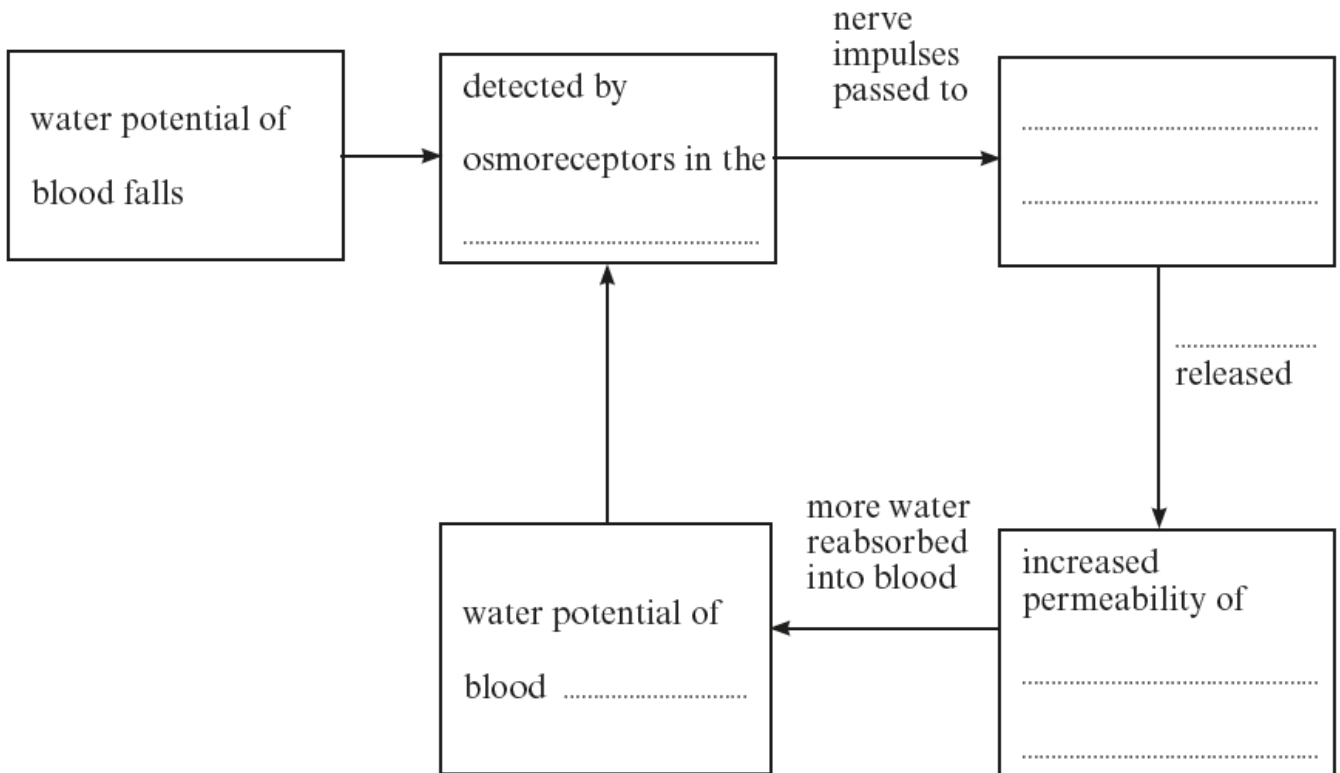 water potential of
blood falls
detected by
osmoreceptors in the
................................................
nerve
impulses
passed to
................................................
................................................
........................
released
increased
permeability of
................................................
................................................
more water
reabsorbed
into blood
water potential of
blood ..............................